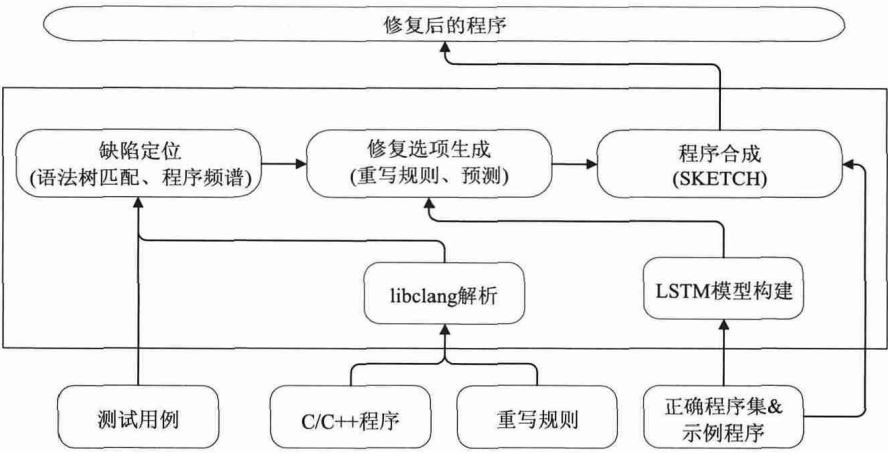 修复后的程序
缺陷定位
(语法树匹配、程序频谱)
修复选项生成
(重写规则、预测)
程序合成
(SKETCH)
libclang解析
LSTM模型构建
测试用例
C/C++程序
重写规则
正确程序集&
示例程序